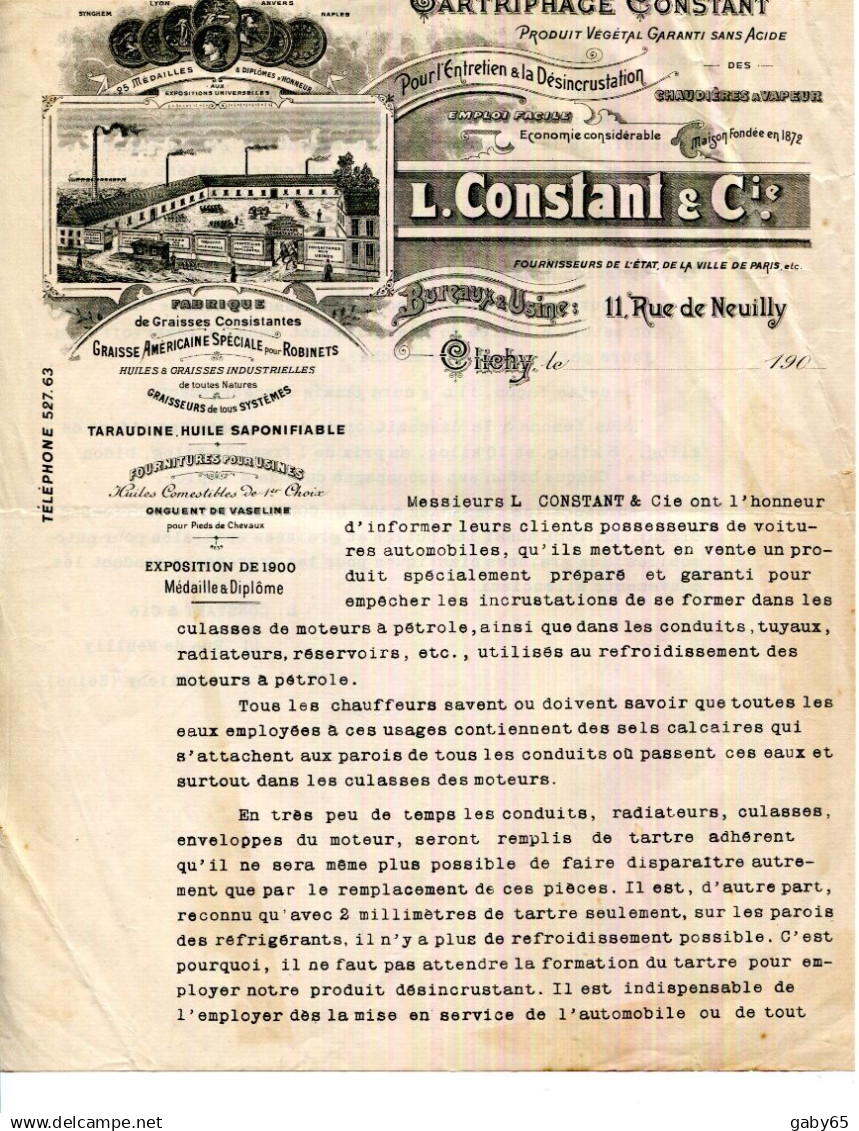 LYON
ANVERS
SYNGHEM
NAPLES
25 MÉDAILLES & DIPLÔMES d'HONNEUR
AUX
EXPOSITIONS UNIVERSELLES
TARTRIPHAGE CONSTANT
PRODUIT VÉGÉTAL GARANTI SANS ACIDE
DES
Pour l'Entretien & la Désincrustation
CHAUDIÈRES A VAPEUR
EMPLOI FACILE
Economie considérable
Maison Fondée en 1872
L. Constant & Cie.
FOURNISSEURS DE L'ÉTAT, DE LA VILLE DE PARIS, etc.
Bureaux & Usine: 11, Rue de Neuilly
Clichy, le 190
FABRIQUE
de Graisses Consistantes
GRAISSE AMÉRICAINE SPÉCIALE pour ROBINETS
HUILES & GRAISSES INDUSTRIELLES
de toutes Natures
GRAISSEURS de tous SYSTÈMES
TARAUDINE, HUILE SAPONIFIABLE
FOURNITURES POUR USINES
Huiles Comestibles de 1er Choix
ONGUENT DE VASELINE
pour Pieds de Chevaux
EXPOSITION DE 1900
Médaille & Diplôme
TÉLÉPHONE 527.63
Messieurs L CONSTANT & Cie ont l'honneur
d'informer leurs clients possesseurs de voitu-
res automobiles, qu'ils mettent en vente un pro-
duit spécialement préparé et garanti pour
empêcher les incrustations de se former dans les
culasses de moteurs à pétrole, ainsi que dans les conduits, tuyaux,
radiateurs, réservoirs, etc., utilisés au refroidissement des
moteurs à pétrole.
Tous les chauffeurs savent ou doivent savoir que toutes les
eaux employées à ces usages contiennent des sels calcaires qui
s'attachent aux parois de tous les conduits où passent ces eaux et
surtout dans les culasses des moteurs.
En très peu de temps les conduits, radiateurs, culasses,
enveloppes du moteur, seront remplis de tartre adhérent
qu'il ne sera même plus possible de faire disparaître autre-
ment que par le remplacement de ces pièces. Il est, d'autre part,
reconnu qu'avec 2 millimètres de tartre seulement, sur les parois
des réfrigérants, il n'y a plus de refroidissement possible. C'est
pourquoi, il ne faut pas attendre la formation du tartre pour em-
ployer notre produit désincrustant. Il est indispensable de
l'employer dès la mise en service de l'automobile ou de tout
delcampe.net
gaby65